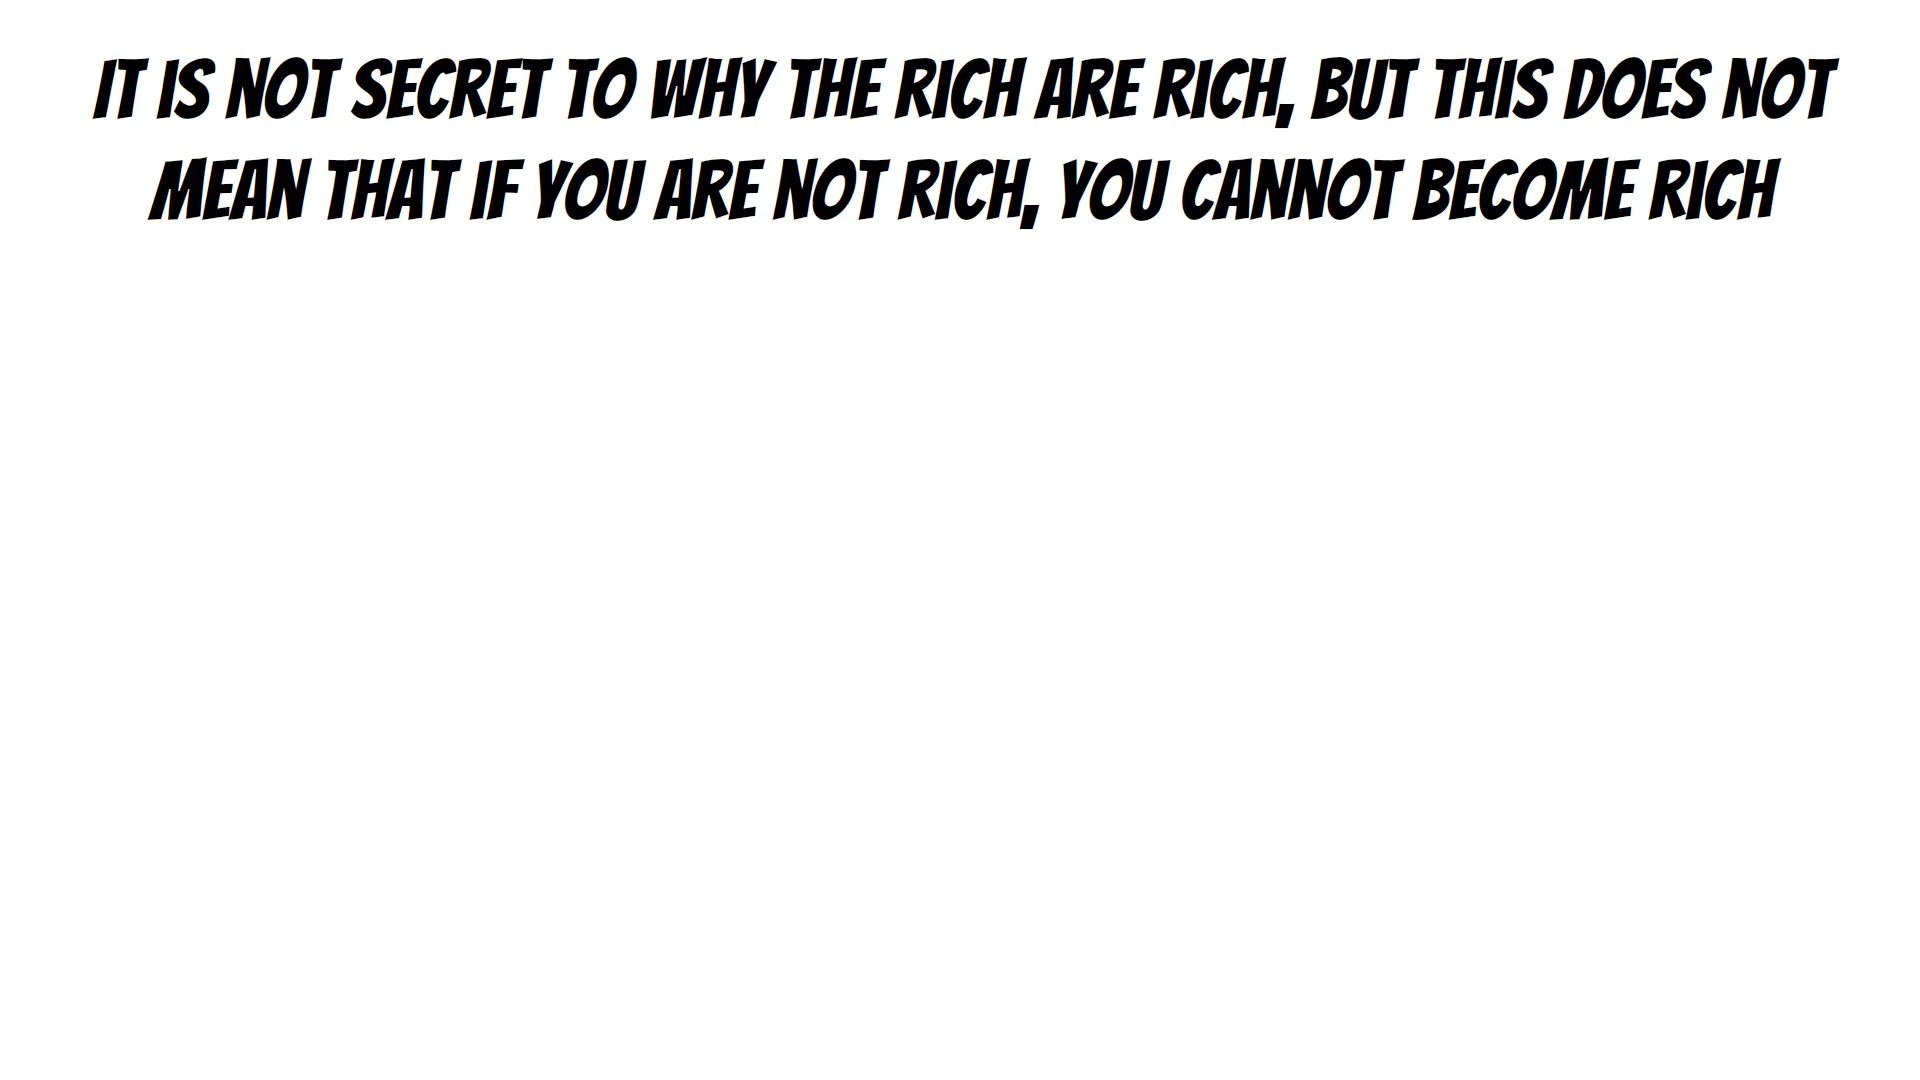 IT IS NOT SECRET TO WHY THE RICH ARE RICH, BUT THIS DOES NOT
MEAN THAT IF YOU ARE NOT RICH, YOU CANNOT BECOME RICH